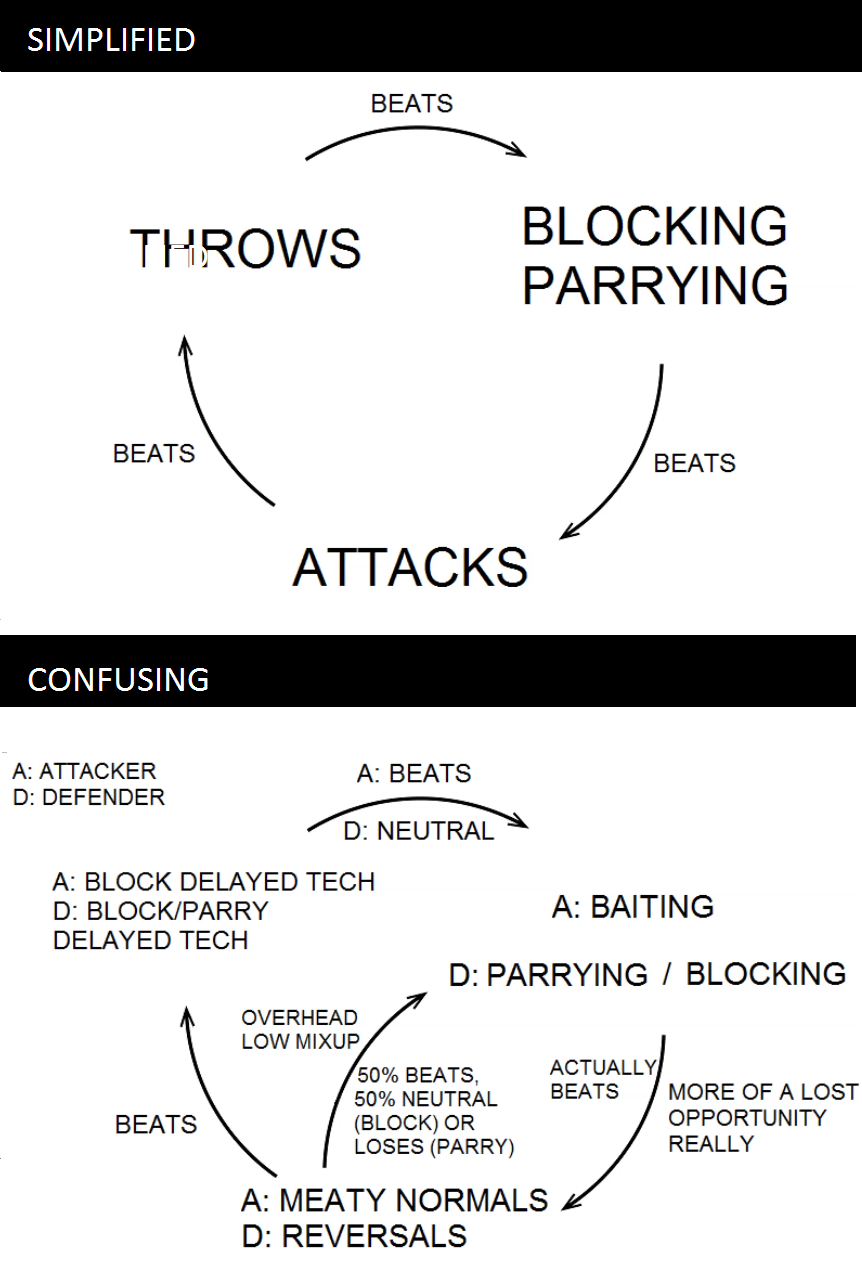 SIMPLIFIED
BEATS
THROWS
BLOCKING
PARRYING
BEATS
BEATS
ATTACKS
CONFUSING
A: ATTACKER
D: DEFENDER
A: BEATS
D: NEUTRAL
A: BLOCK DELAYED TECH
D: BLOCK/PARRY
DELAYED TECH
A: BAITING
D: PARRYING / BLOCKING
OVERHEAD
LOW MIXUP
50% BEATS,
50% NEUTRAL
(BLOCK) OR
LOSES (PARRY)
ACTUALLY
BEATS
MORE OF A LOST
OPPORTUNITY
REALLY
BEATS
A: MEATY NORMALS
D: REVERSALS